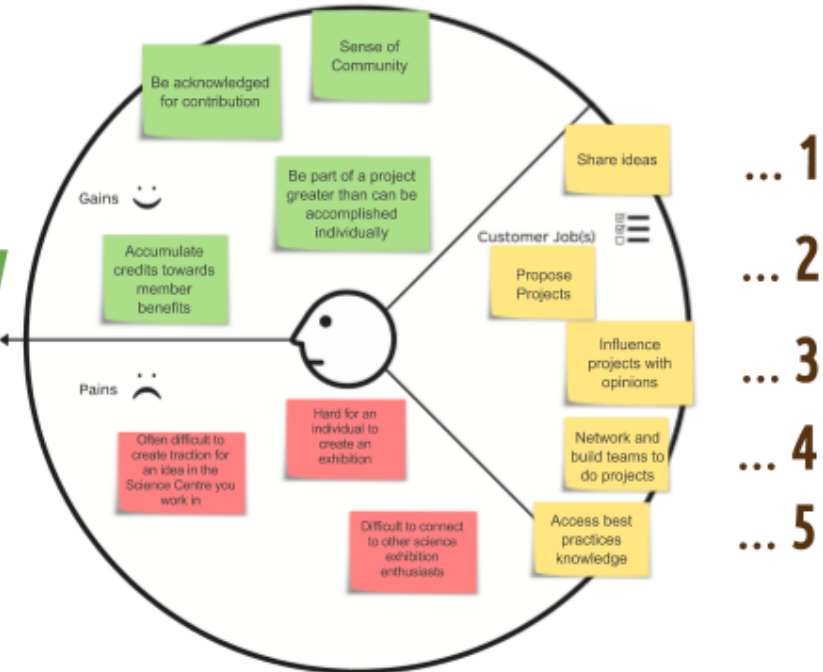 Sense of
Community
Be acknowledged
for contribution
Share ideas
... 1
Be part of a project
greater than can be
accomplished
individually
Gains
Customer Job(s)
Accumulate
credits towards
member
benefits
Propose
Projects
... 2
Influence
projects with
opinions
... 3
Pains
Hard for an
individual to
create an
exhibition
Often difficult to
create traction for
an idea in the
Science Centre you
work in
Network and
build teams to
do projects
... 4
Difficult to connect
to other science
exhibition
enthusiasts
Access best
practices
knowledge
... 5